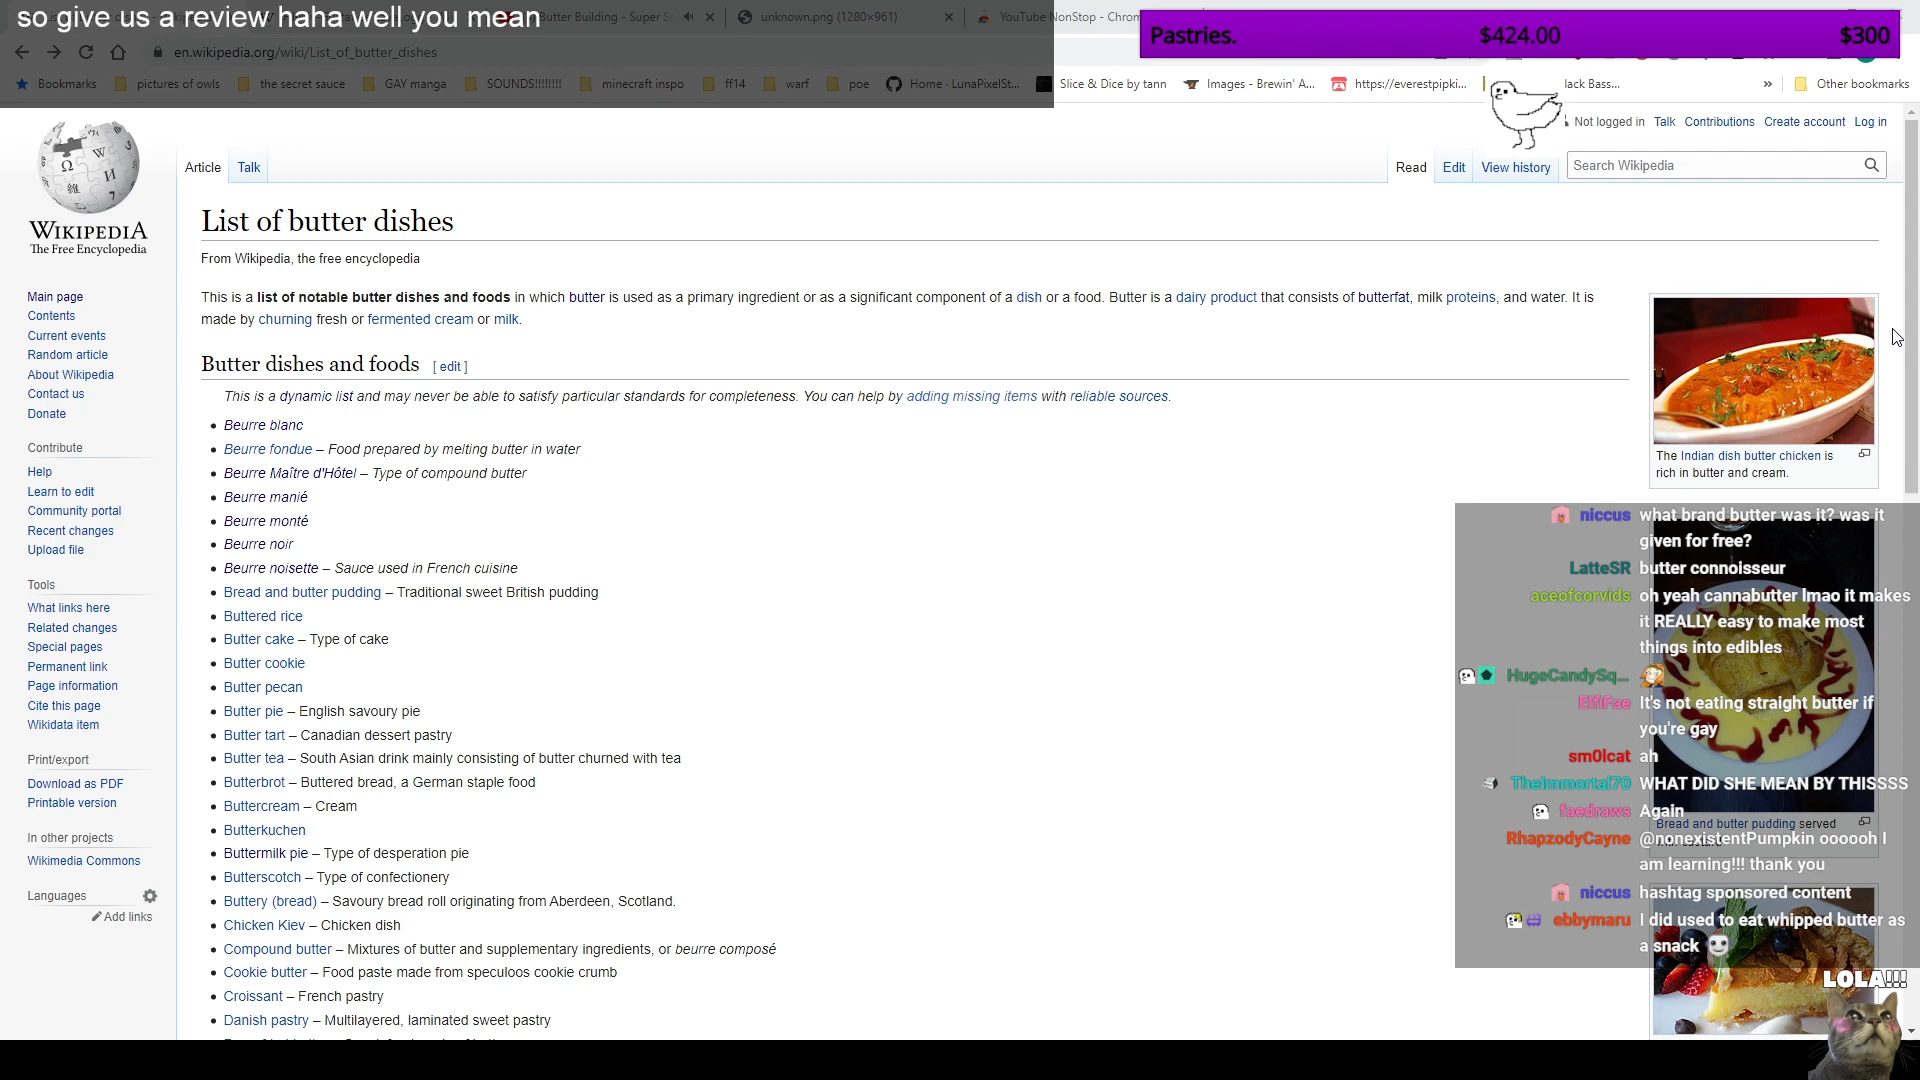 so give us a review haha well you mean
Butter Building - Super S
unknown.png (1280×961)
YouTube NonStop - Chrom
Pastries. $424.00 $300
en.wikipedia.org/wiki/List_of_butter_dishes
Bookmarks
pictures of owls
the secret sauce
GAY manga
SOUNDS!!!!!!!!
minecraft inspo
ff14
warf
poe
Home · LunaPixelSt...
Slice & Dice by tann
Images - Brewin' A...
https://everestpipki...
lack Bass...
»
Other bookmarks
Not logged in Talk Contributions Create account Log in
Article Talk
Read Edit View history
Search Wikipedia
WIKIPEDIA
The Free Encyclopedia
Main page
Contents
Current events
Random article
About Wikipedia
Contact us
Donate
Contribute
Help
Learn to edit
Community portal
Recent changes
Upload file
Tools
What links here
Related changes
Special pages
Permanent link
Page information
Cite this page
Wikidata item
Print/export
Download as PDF
Printable version
In other projects
Wikimedia Commons
Languages
Add links
List of butter dishes
From Wikipedia, the free encyclopedia
This is a list of notable butter dishes and foods in which butter is used as a primary ingredient or as a significant component of a dish or a food. Butter is a dairy product that consists of butterfat, milk proteins, and water. It is
made by churning fresh or fermented cream or milk.
Butter dishes and foods [ edit ]
This is a dynamic list and may never be able to satisfy particular standards for completeness. You can help by adding missing items with reliable sources.
• Beurre blanc
• Beurre fondue – Food prepared by melting butter in water
• Beurre Maître d'Hôtel – Type of compound butter
• Beurre manié
• Beurre monté
• Beurre noir
• Beurre noisette – Sauce used in French cuisine
• Bread and butter pudding – Traditional sweet British pudding
• Buttered rice
• Butter cake – Type of cake
• Butter cookie
• Butter pecan
• Butter pie – English savoury pie
• Butter tart – Canadian dessert pastry
• Butter tea – South Asian drink mainly consisting of butter churned with tea
• Butterbrot – Buttered bread, a German staple food
• Buttercream – Cream
• Butterkuchen
• Buttermilk pie – Type of desperation pie
• Butterscotch – Type of confectionery
• Buttery (bread) – Savoury bread roll originating from Aberdeen, Scotland.
• Chicken Kiev – Chicken dish
• Compound butter – Mixtures of butter and supplementary ingredients, or beurre composé
• Cookie butter – Food paste made from speculoos cookie crumb
• Croissant – French pastry
• Danish pastry – Multilayered, laminated sweet pastry
The Indian dish butter chicken is
rich in butter and cream.
niccus what brand butter was it? was it
given for free?
LatteSR butter connoisseur
aceofcorvids oh yeah cannabutter lmao it makes
it REALLY easy to make most
things into edibles
HugeCandySq...
ElfiFae It's not eating straight butter if
you're gay
sm0lcat ah
TheImmortal70 WHAT DID SHE MEAN BY THISSSS
faedraws Again
Bread and butter pudding served
RhapzodyCayne @nonexistentPumpkin oooooh I
am learning!!! thank you
niccus hashtag sponsored content
ebbymaru I did used to eat whipped butter as
a snack
LOLA!!!